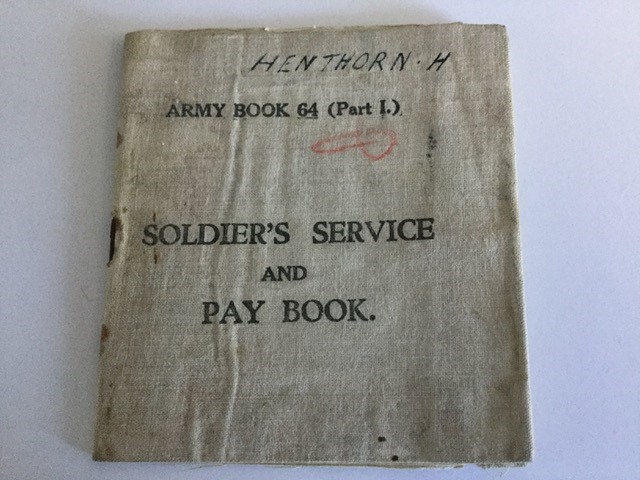 HENTHORN. H
ARMY BOOK 64 (Part I.)
SOLDIER'S SERVICE
AND
PAY BOOK.